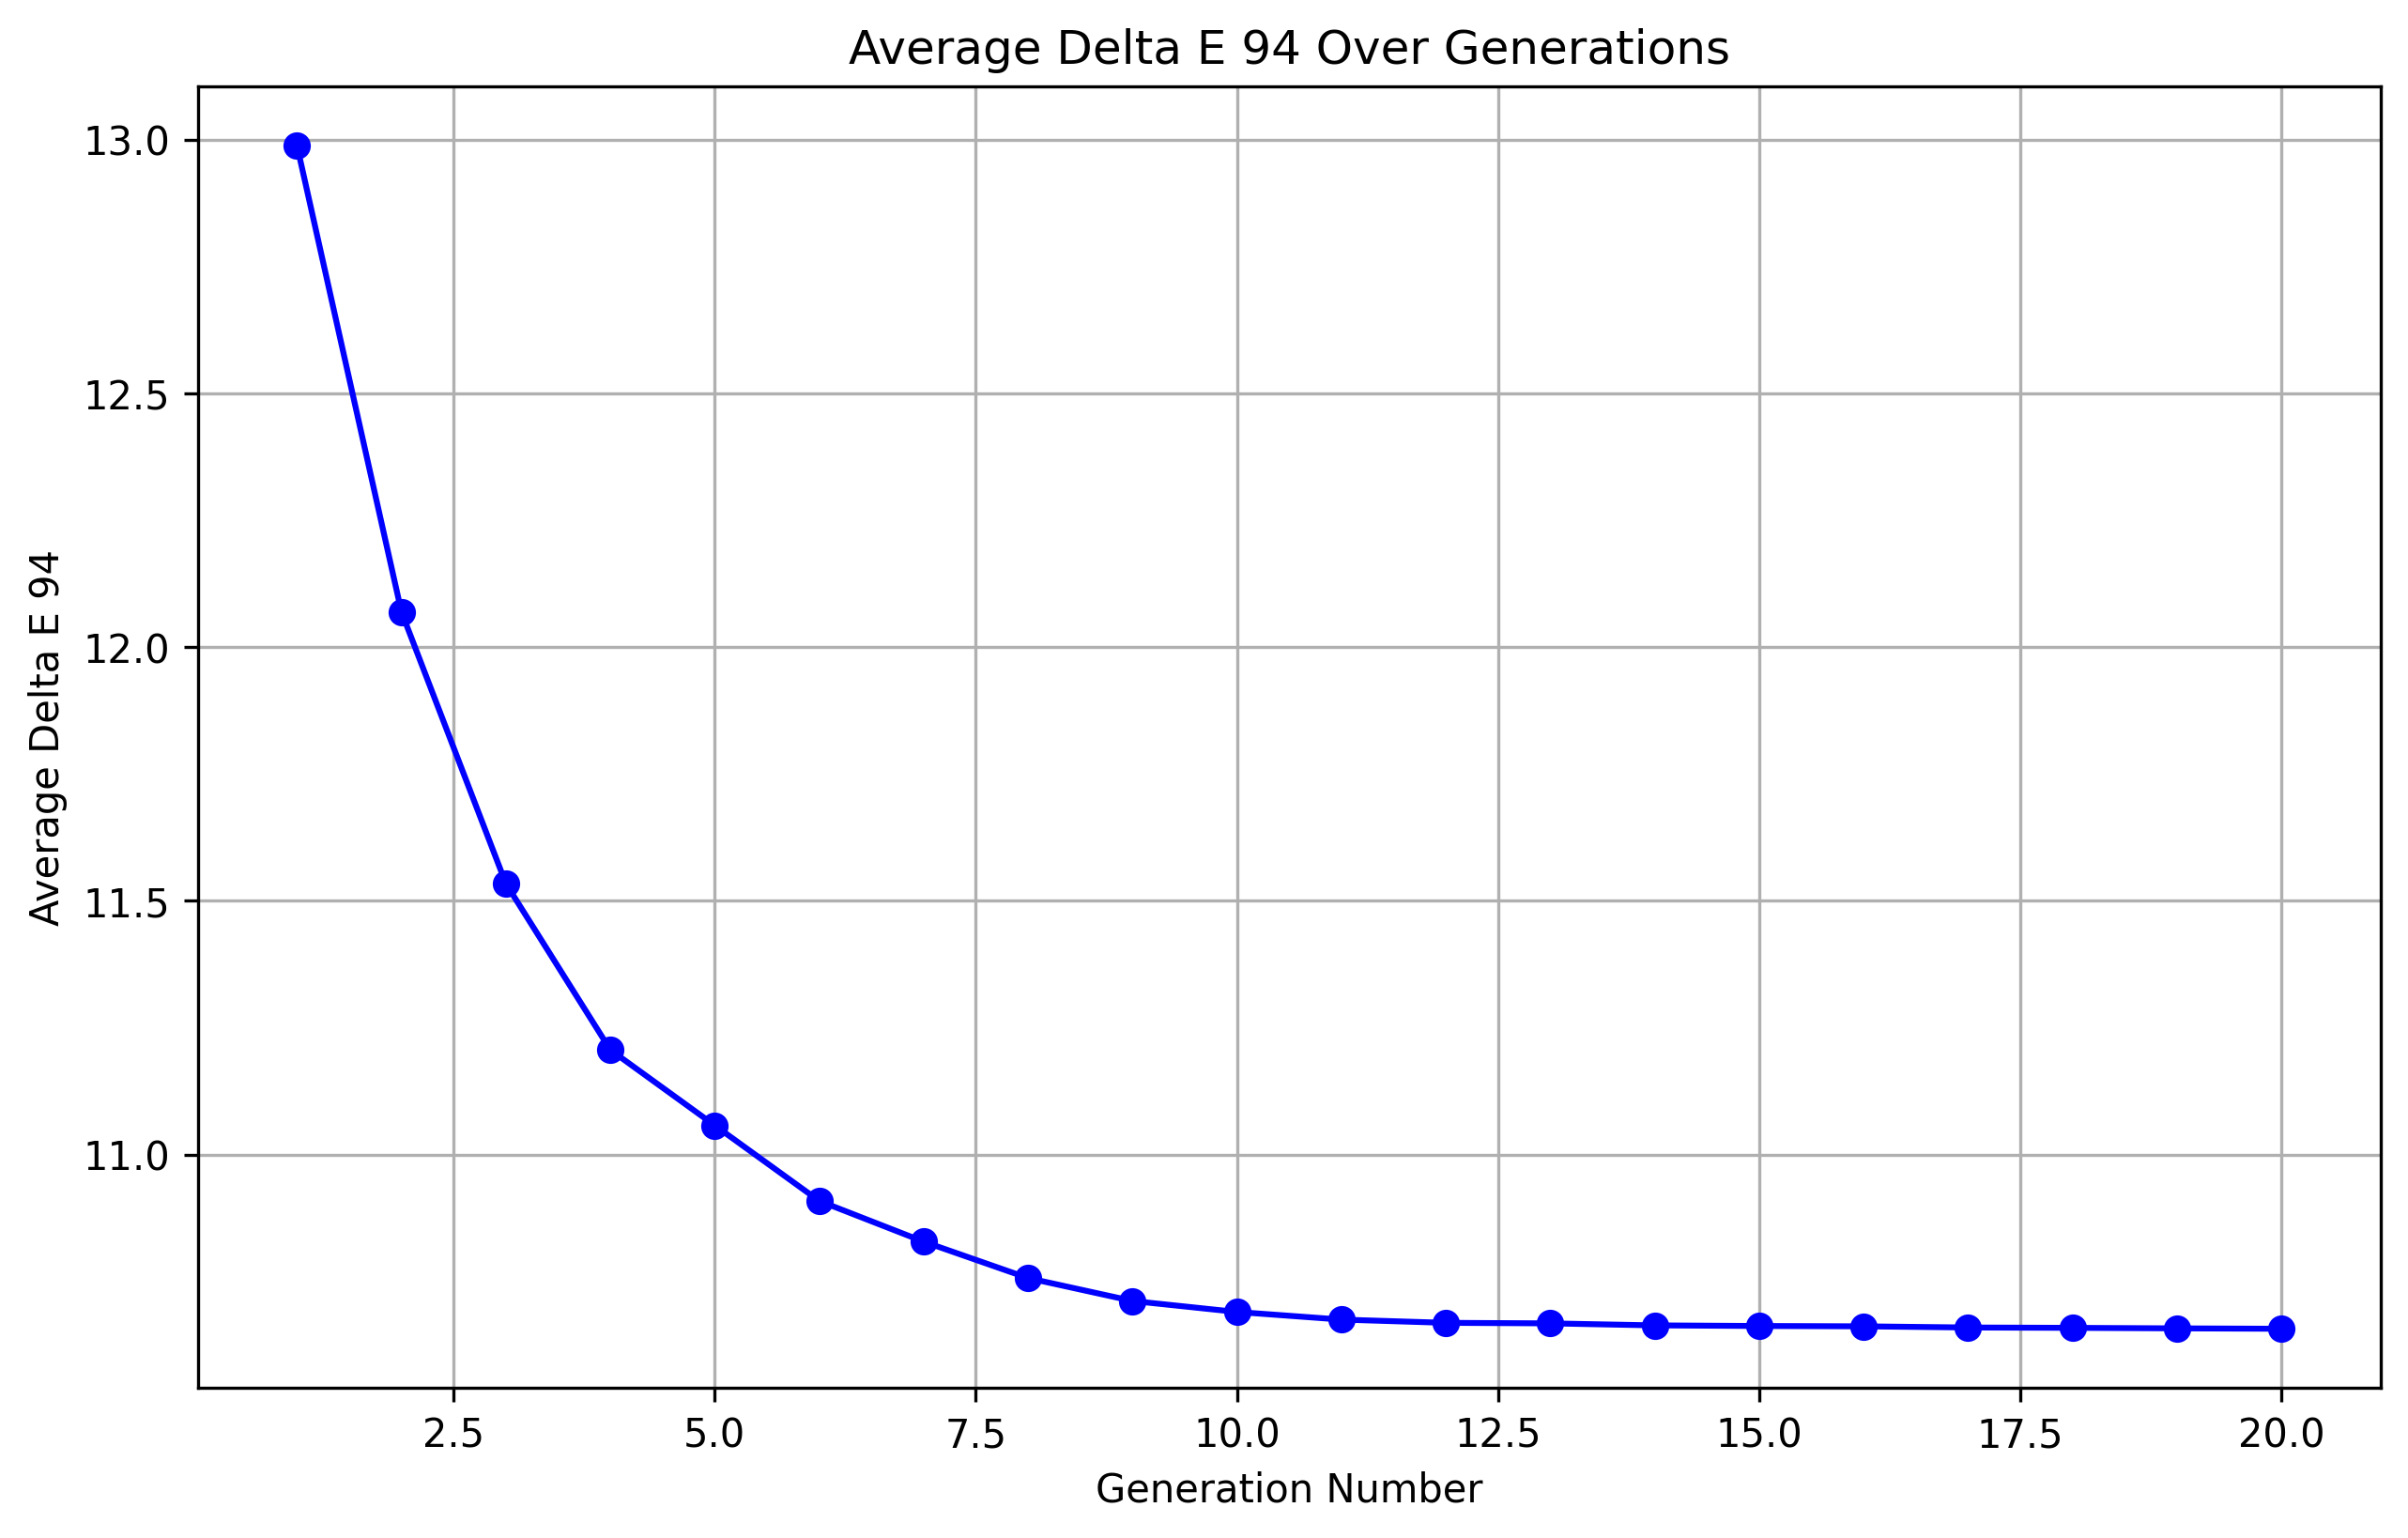 Average Delta E 94 Over Generations
Average Delta E 94
13.0
12.5
12.0
11.5
11.0
2.5 5.0 7.5 10.0 12.5 15.0 17.5 20.0
Generation Number